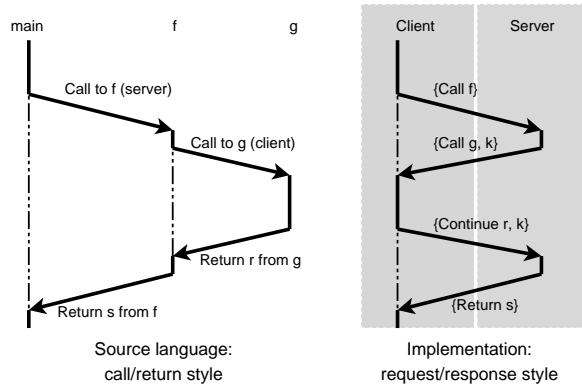 main
f
g
Client
Server
Call to f (server)
{Call f}
Call to g (client)
{Call g, k}
{Continue r, k}
Return r from g
Return s from f
{Return s}
Source language:
call/return style
Implementation:
request/response style